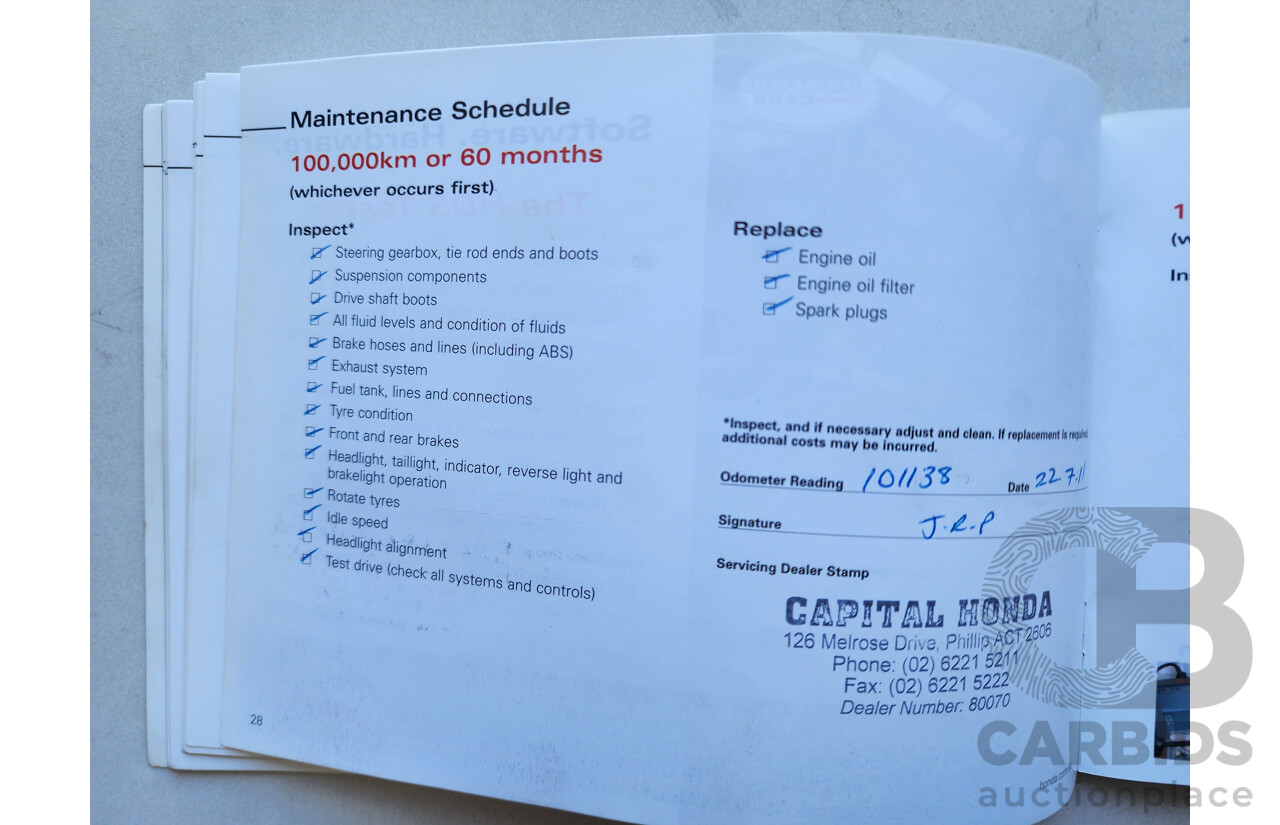 Maintenance Schedule
100,000km or 60 months
(whichever occurs first)
Inspect*
Steering gearbox, tie rod ends and boots
Suspension components
Drive shaft boots
All fluid levels and condition of fluids
Brake hoses and lines (including ABS)
Exhaust system
Fuel tank, lines and connections
Tyre condition
Front and rear brakes
Headlight, taillight, indicator, reverse light and
brakelight operation
Rotate tyres
Idle speed
Headlight alignment
Test drive (check all systems and controls)
28
Replace
Engine oil
Engine oil filter
Spark plugs
*Inspect, and if necessary adjust and clean. If replacement is required
additional costs may be incurred.
Odometer Reading 101138 Date 22.7.11
Signature J.R.P
Servicing Dealer Stamp
CAPITAL HONDA
126 Melrose Drive, Phillip ACT 2606
Phone: (02) 6221 5211
Fax: (02) 6221 5222
Dealer Number: 80070
1
(w
In
CARBIDS
auctionplace